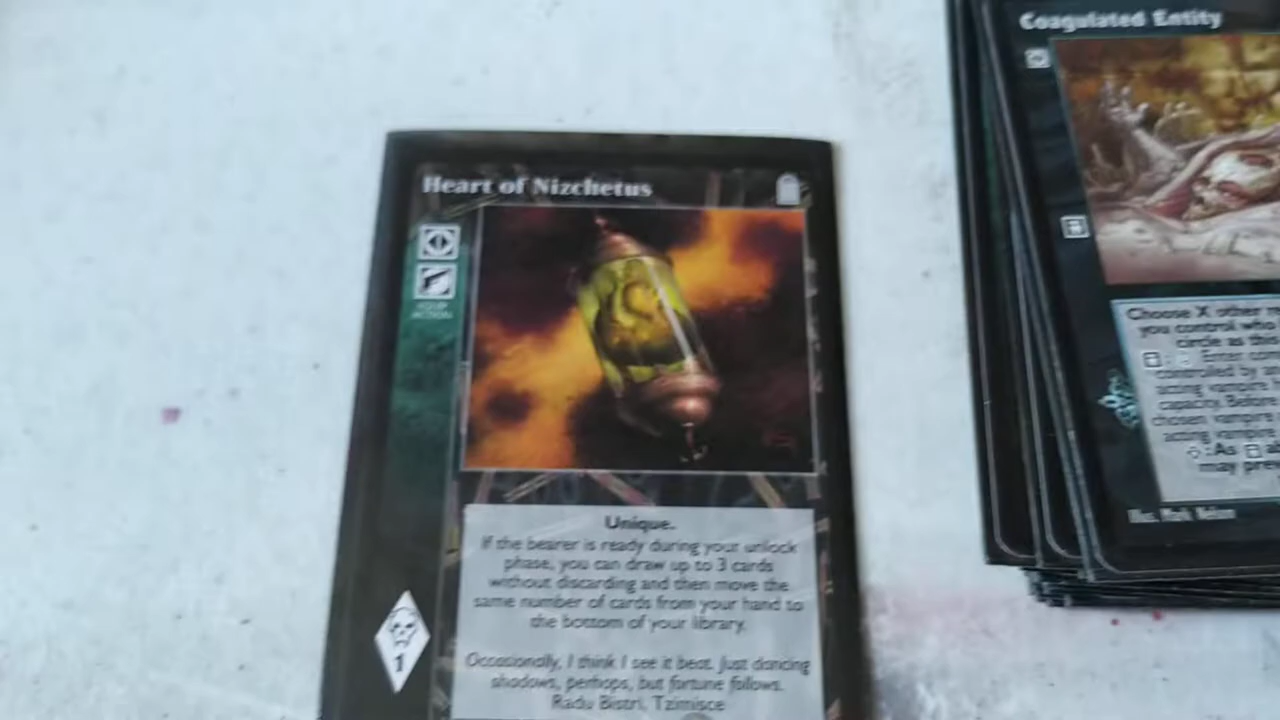 Heart of Nizchetus
YOUR
ACTION
Unique.
If the bearer is ready during your unlock
phase, you can draw up to 3 cards
without discarding and then move the
same number of cards from your hand to
the bottom of your library.
Occasionally, I think I see it beat. Just dancing
shadows, perhaps, but fortune follows.
Radu Bistri, Tzimisce
1
Coagulated Entity
Choose X other
you control who
circle as this
Enter
controlled by
acting vampire
capacity. Before
chosen vampire
acting vampire
: As
may
Illus. Mark Nelson